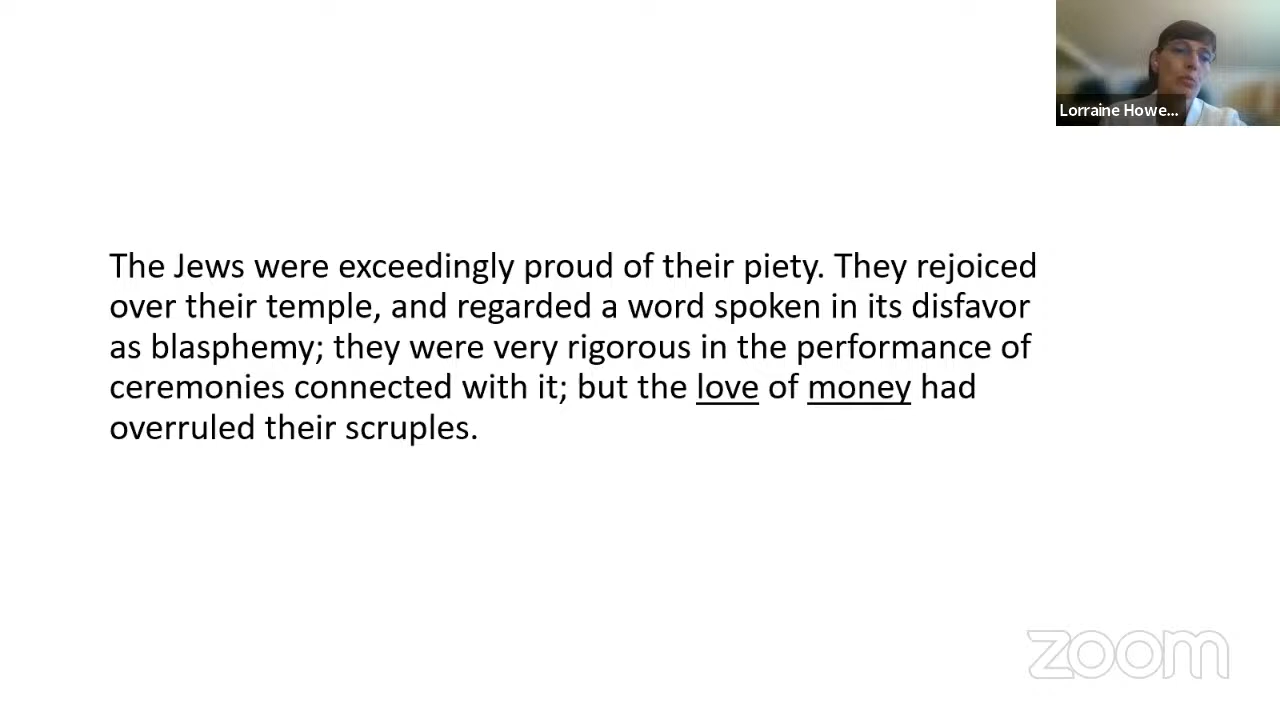 Lorraine Howe...
The Jews were exceedingly proud of their piety. They rejoiced
over their temple, and regarded a word spoken in its disfavor
as blasphemy; they were very rigorous in the performance of
ceremonies connected with it; but the love of money had
overruled their scruples.
zoom